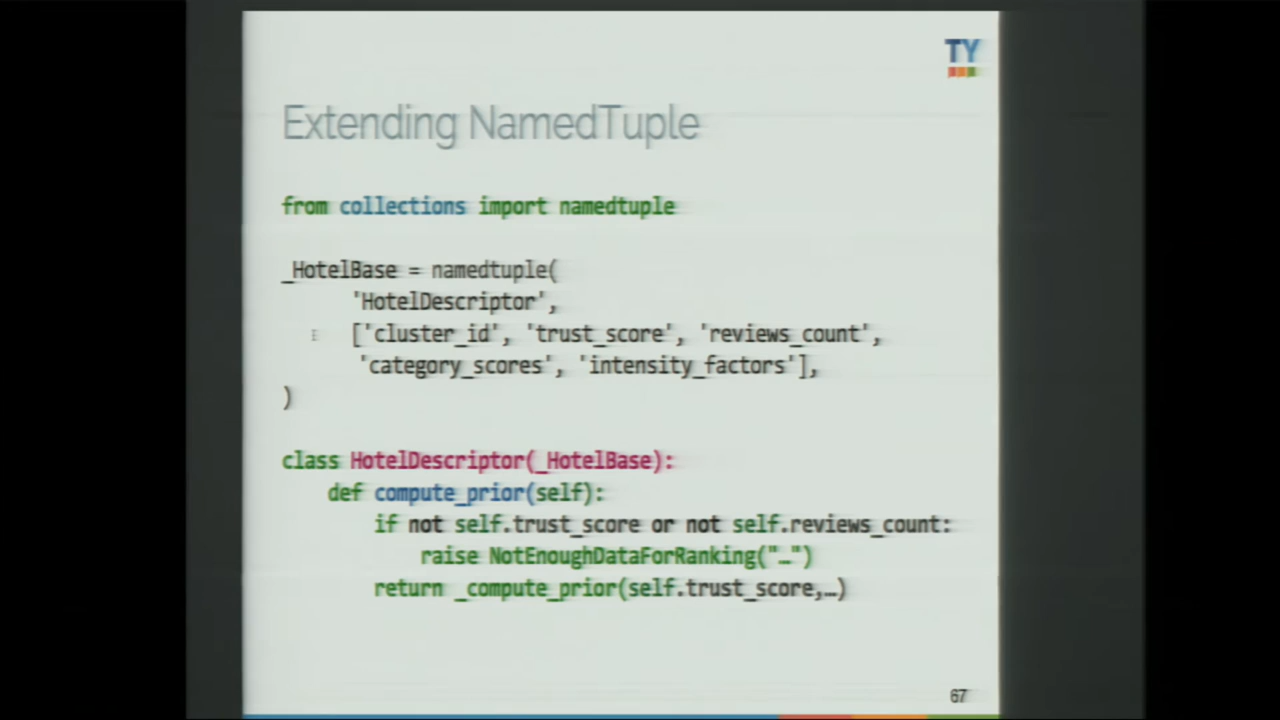 TY
Extending NamedTuple
from collections import namedtuple
_HotelBase = namedtuple(
'HotelDescriptor',
['cluster_id', 'trust_score', 'reviews_count',
'category_scores', 'intensity_factors'],
)
class HotelDescriptor(_HotelBase):
def compute_prior(self):
if not self.trust_score or not self.reviews_count:
raise NotEnoughDataForRanking("…")
return _compute_prior(self.trust_score,…)
67